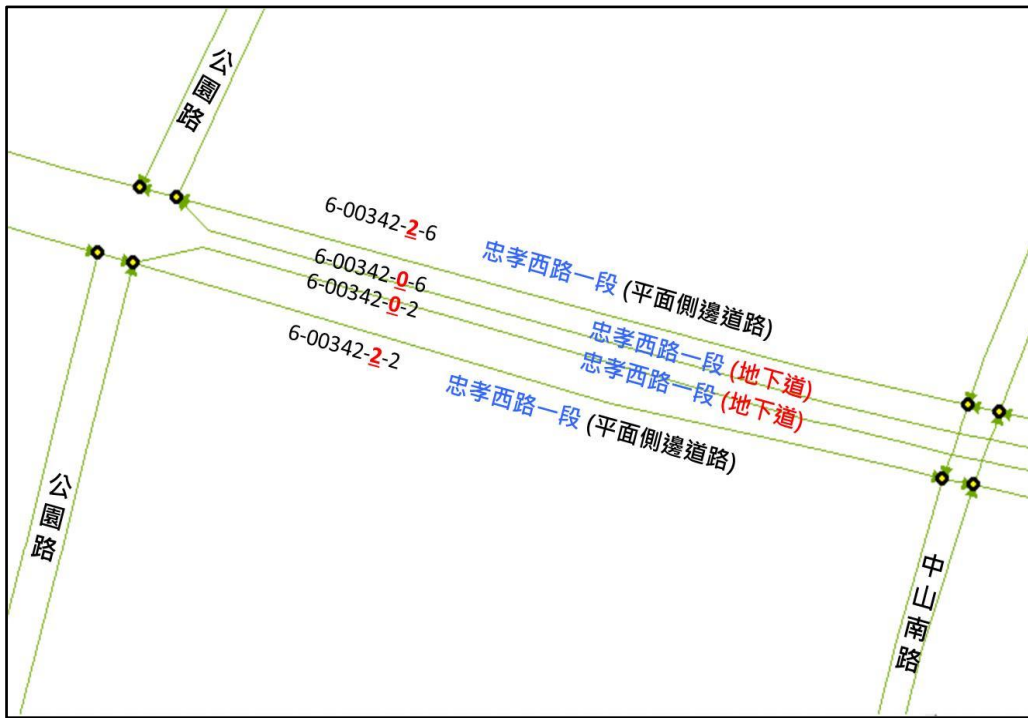 公園路
6-00342-2-6
忠孝西路一段 (平面側邊道路)
6-00342-0-6
6-00342-0-2
忠孝西路一段 (地下道)
忠孝西路一段 (地下道)
6-00342-2-2
忠孝西路一段 (平面側邊道路)
公園路
中山南路